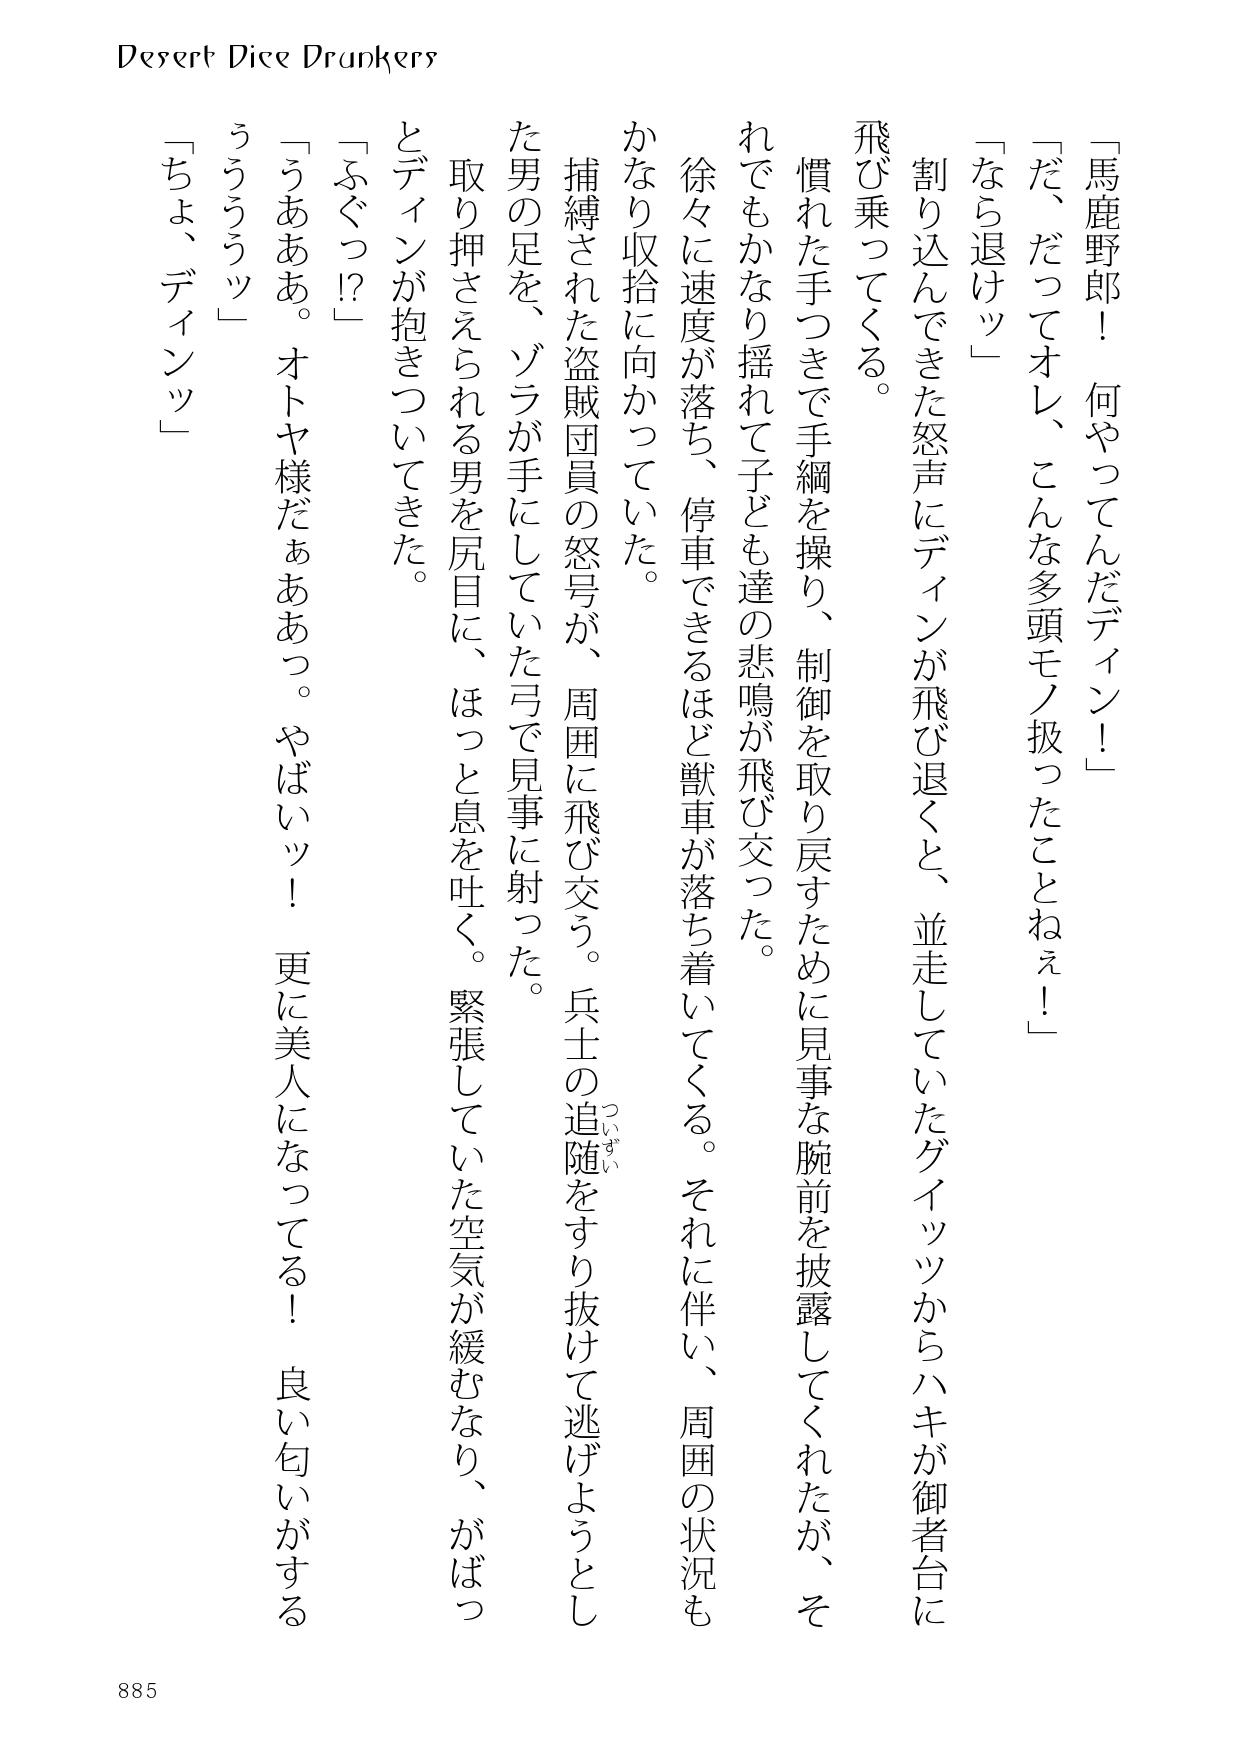 Desert Dice Drunkers
「馬鹿野郎！　何やってんだディン！」
「だ、だってオレ、こんな多頭モノ扱ったことねぇ！」
「なら退けッ」
　割り込んできた怒声にディンが飛び退くと、並走していたグイッツからハキが御者台に
飛び乗ってくる。
　慣れた手つきで手綱を操り、制御を取り戻すために見事な腕前を披露してくれたが、そ
れでもかなり揺れて子ども達の悲鳴が飛び交った。
　徐々に速度が落ち、停車できるほど獣車が落ち着いてくる。それに伴い、周囲の状況も
かなり収拾に向かっていた。
　捕縛された盗賊団員の怒号が、周囲に飛び交う。兵士の追随をすり抜けて逃げようとし
ついずい
た男の足を、ゾラが手にしていた弓で見事に射った。
　取り押さえられる男を尻目に、ほっと息を吐く。緊張していた空気が緩むなり、がばっ
とディンが抱きついてきた。
「ふぐっ!?」
「うあああ。オトヤ様だぁああっ。やばいッ！　更に美人になってる！　良い匂いがする
ぅうううッ」
「ちょ、ディンッ」
885